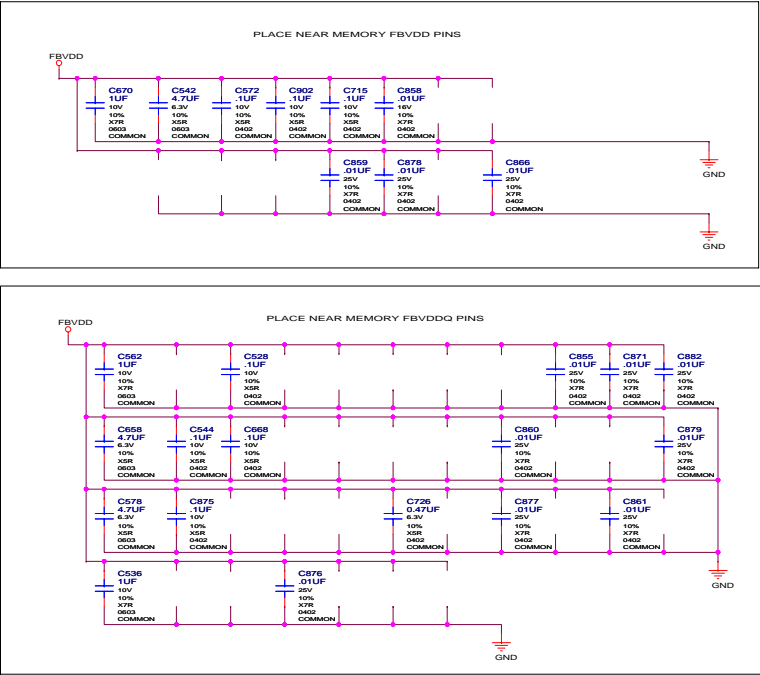 PLACE NEAR MEMORY FBVDD PINS
FBVDD
C670
1UF
10V
10%
X7R
0603
COMMON
C542
4.7UF
6.3V
10%
X5R
0603
COMMON
C572
.1UF
10V
10%
X5R
0402
COMMON
C902
.1UF
10V
10%
X5R
0402
COMMON
C715
.1UF
10V
10%
X5R
0402
COMMON
C858
.01UF
16V
10%
X7R
0402
COMMON
GND
C859
.01UF
25V
10%
X7R
0402
COMMON
C878
.01UF
25V
10%
X7R
0402
COMMON
C866
.01UF
25V
10%
X7R
0402
COMMON
GND
PLACE NEAR MEMORY FBVDDQ PINS
FBVDD
C562
1UF
10V
10%
X7R
0603
COMMON
C528
.1UF
10V
10%
X5R
0402
COMMON
C855
.01UF
25V
10%
X7R
0402
COMMON
C871
.01UF
25V
10%
X7R
0402
COMMON
C882
.01UF
25V
10%
X7R
0402
COMMON
C658
4.7UF
6.3V
10%
X5R
0603
COMMON
C544
.1UF
10V
10%
X5R
0402
COMMON
C668
.1UF
10V
10%
X5R
0402
COMMON
C860
.01UF
25V
10%
X7R
0402
COMMON
C879
.01UF
25V
10%
X7R
0402
COMMON
C578
4.7UF
6.3V
10%
X5R
0603
COMMON
C875
.1UF
10V
10%
X5R
0402
COMMON
C726
0.47UF
6.3V
10%
X5R
0402
COMMON
C877
.01UF
25V
10%
X7R
0402
COMMON
C861
.01UF
25V
10%
X7R
0402
COMMON
GND
C536
1UF
10V
10%
X7R
0603
COMMON
C876
.01UF
25V
10%
X7R
0402
COMMON
GND